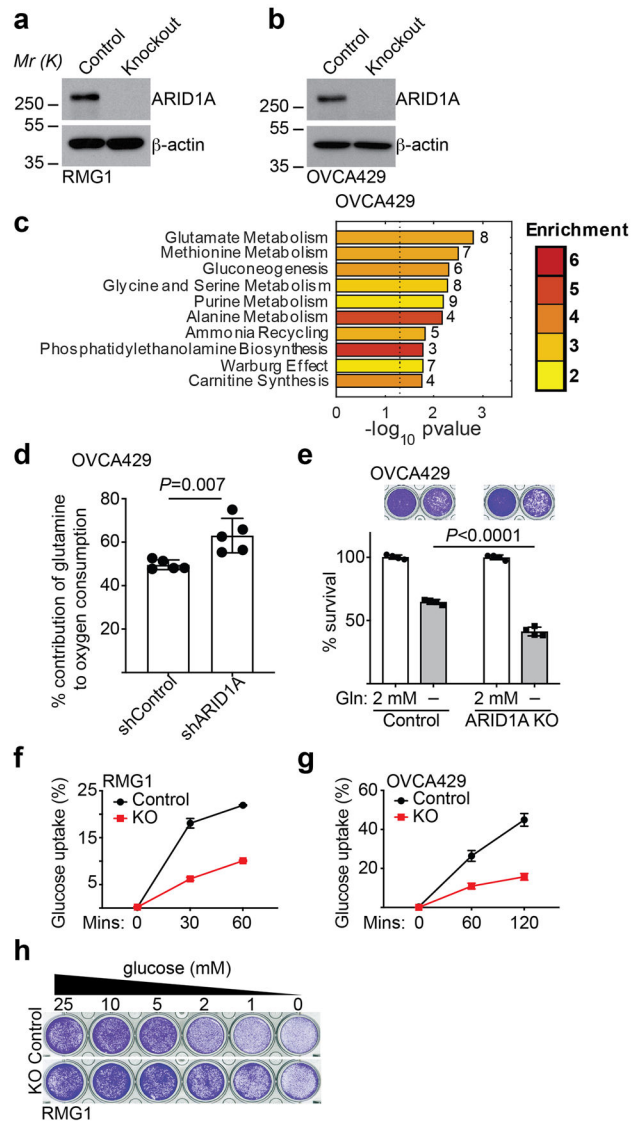 a
b
Control
Knockout
Control
Knockout
Mr (K)
250
ARID1A
250
ARID1A
55
55
β-actin
β-actin
35
35
RMG1
OVCA429
c
OVCA429
Glutamate Metabolism
8
Methionine Metabolism
7
Gluconeogenesis
6
Glycine and Serine Metabolism
8
Purine Metabolism
9
Alanine Metabolism
4
Ammonia Recycling
5
Phosphatidylethanolamine Biosynthesis
3
Warburg Effect
7
Carnitine Synthesis
4
0 1 2 3
-log10 pvalue
Enrichment
6
5
4
3
2
d
OVCA429
P=0.007
% contribution of glutamine
to oxygen consumption
80
60
40
20
shControl
shARID1A
e
OVCA429
P<0.0001
% survival
100
50
Gln: 2 mM – 2 mM –
Control ARID1A KO
f
RMG1
Control
KO
Glucose uptake (%)
25
15
5
Mins: 0 30 60
g
OVCA429
Control
KO
Glucose uptake (%)
60
40
20
Mins: 0 60 120
h
glucose (mM)
25 10 5 2 1 0
Control
KO
RMG1